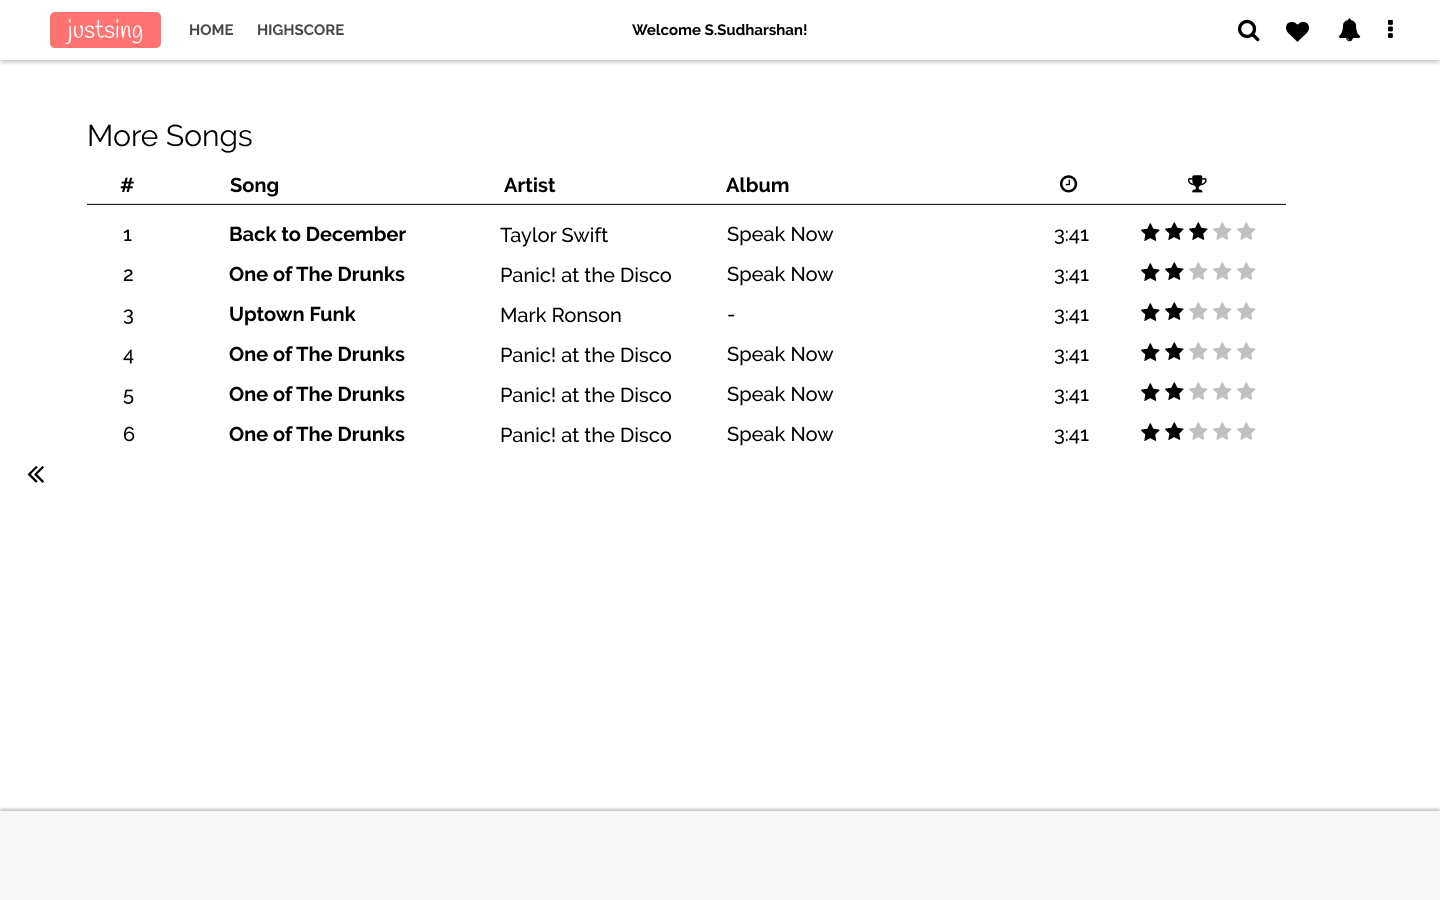 justsing HOME HIGHSCORE Welcome S.Sudharshan!
More Songs
# Song Artist Album
1 Back to December Taylor Swift Speak Now 3:41
2 One of The Drunks Panic! at the Disco Speak Now 3:41
3 Uptown Funk Mark Ronson - 3:41
4 One of The Drunks Panic! at the Disco Speak Now 3:41
5 One of The Drunks Panic! at the Disco Speak Now 3:41
6 One of The Drunks Panic! at the Disco Speak Now 3:41